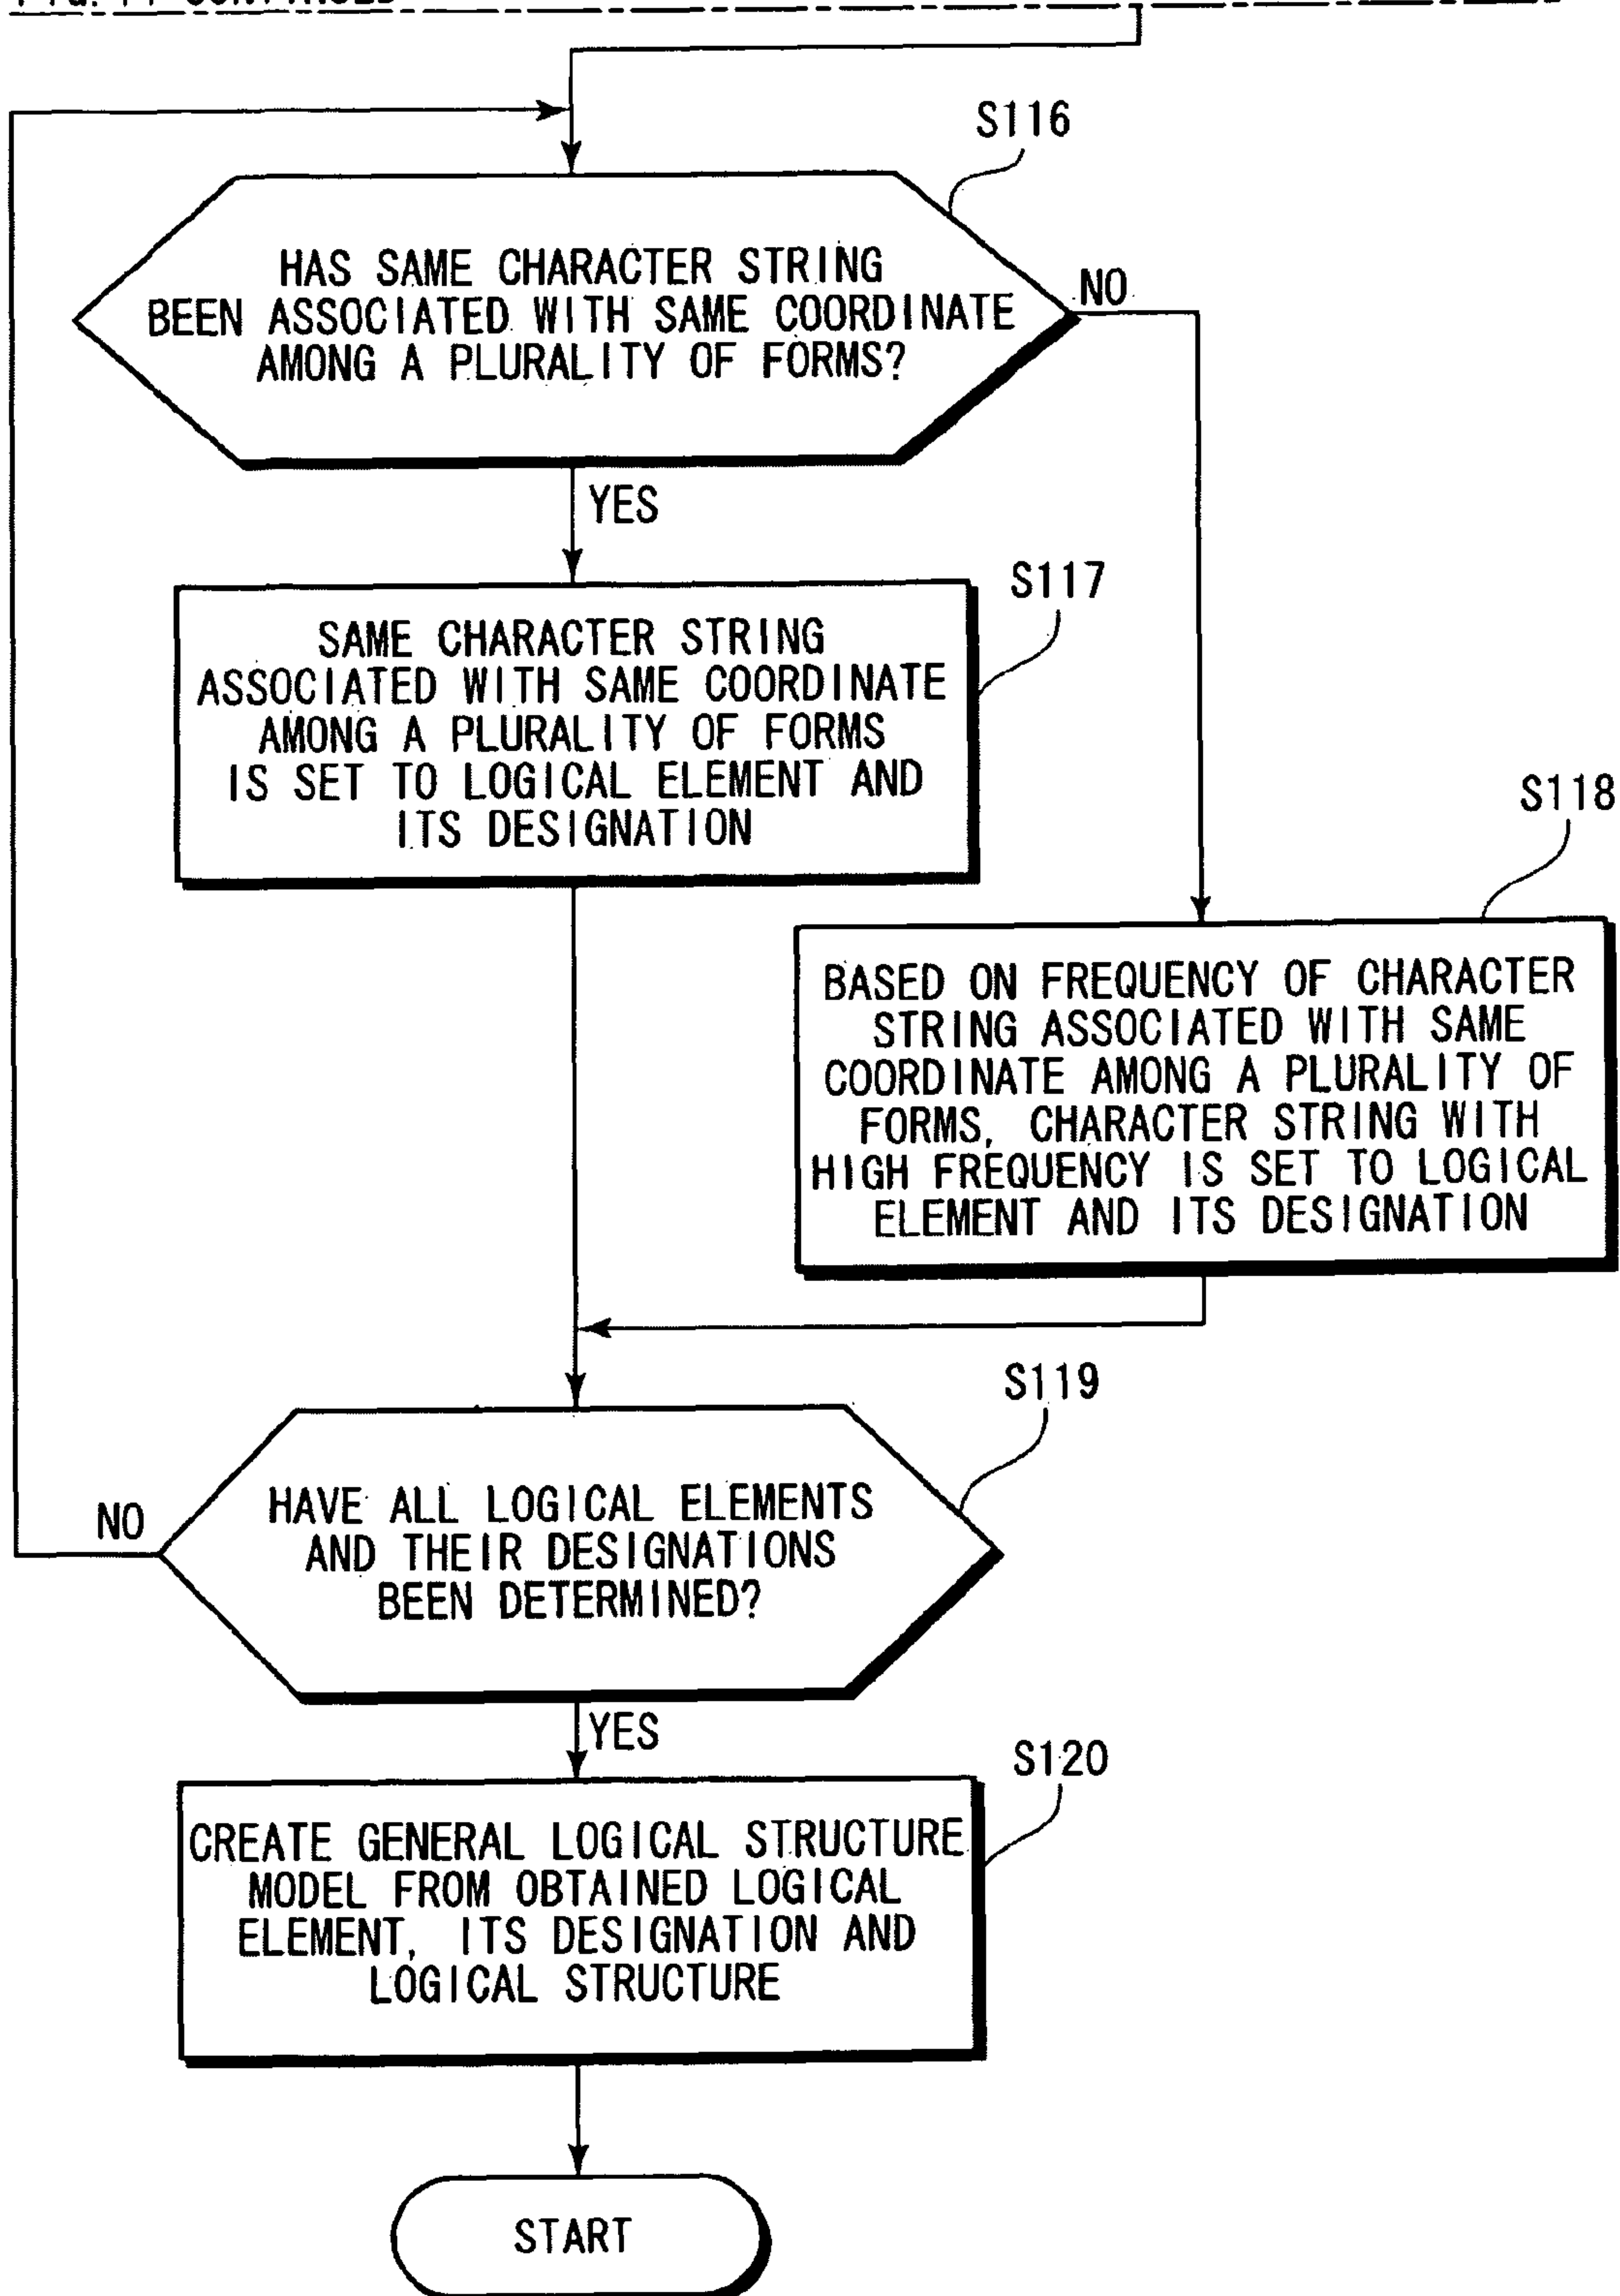 S116
HAS SAME CHARACTER STRING
BEEN ASSOCIATED WITH SAME COORDINATE
AMONG A PLURALITY OF FORMS?
NO
YES
S117
SAME CHARACTER STRING
ASSOCIATED WITH SAME COORDINATE
AMONG A PLURALITY OF FORMS
IS SET TO LOGICAL ELEMENT AND
ITS DESIGNATION
S118
BASED ON FREQUENCY OF CHARACTER
STRING ASSOCIATED WITH SAME
COORDINATE AMONG A PLURALITY OF
FORMS, CHARACTER STRING WITH
HIGH FREQUENCY IS SET TO LOGICAL
ELEMENT AND ITS DESIGNATION
S119
HAVE ALL LOGICAL ELEMENTS
AND THEIR DESIGNATIONS
BEEN DETERMINED?
NO
YES
S120
CREATE GENERAL LOGICAL STRUCTURE
MODEL FROM OBTAINED LOGICAL
ELEMENT, ITS DESIGNATION AND
LOGICAL STRUCTURE
START